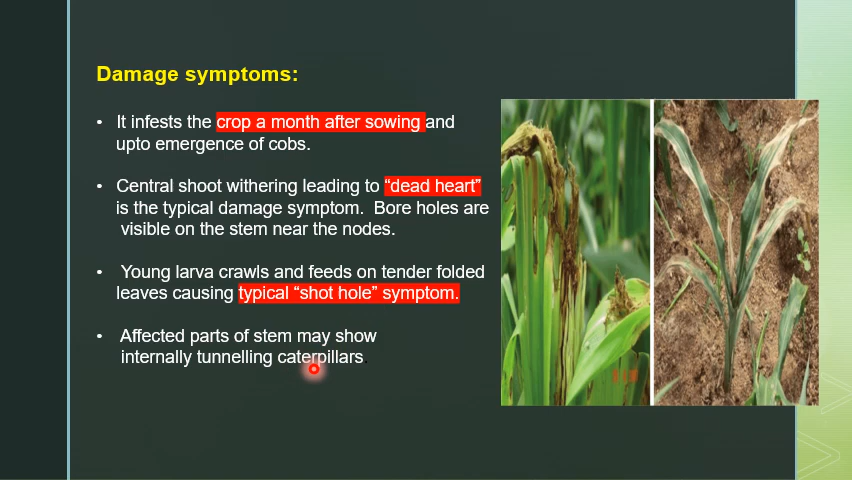 Damage symptoms:
• It infests the crop a month after sowing and
upto emergence of cobs.
• Central shoot withering leading to “dead heart”
is the typical damage symptom. Bore holes are
visible on the stem near the nodes.
• Young larva crawls and feeds on tender folded
leaves causing typical “shot hole” symptom.
• Affected parts of stem may show
internally tunnelling caterpillars.